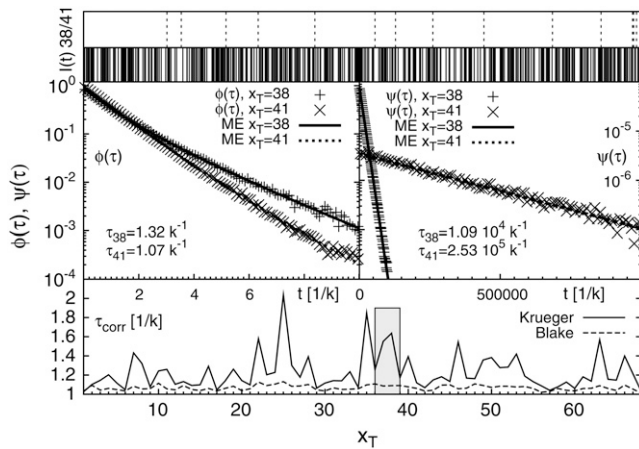 I(t) 38/41
10^0
10^-1
10^-2
10^-3
10^-4
ϕ(τ), ψ(τ)
ϕ(τ), x_T=38
ϕ(τ), x_T=41
ME x_T=38
ME x_T=41
ϕ(τ)
τ_38=1.32 k^-1
τ_41=1.07 k^-1
2 4 6 t [1/k]
ψ(τ), x_T=38
ψ(τ), x_T=41
ME x_T=38
ME x_T=41
10^-5
ψ(τ)
10^-6
τ_38=1.09 10^4 k^-1
τ_41=2.53 10^5 k^-1
0 500000 t [1/k]
2
1.8
1.6
1.4
1.2
1
τ_corr [1/k]
Krueger
Blake
10 20 30 40 50 60
x_T